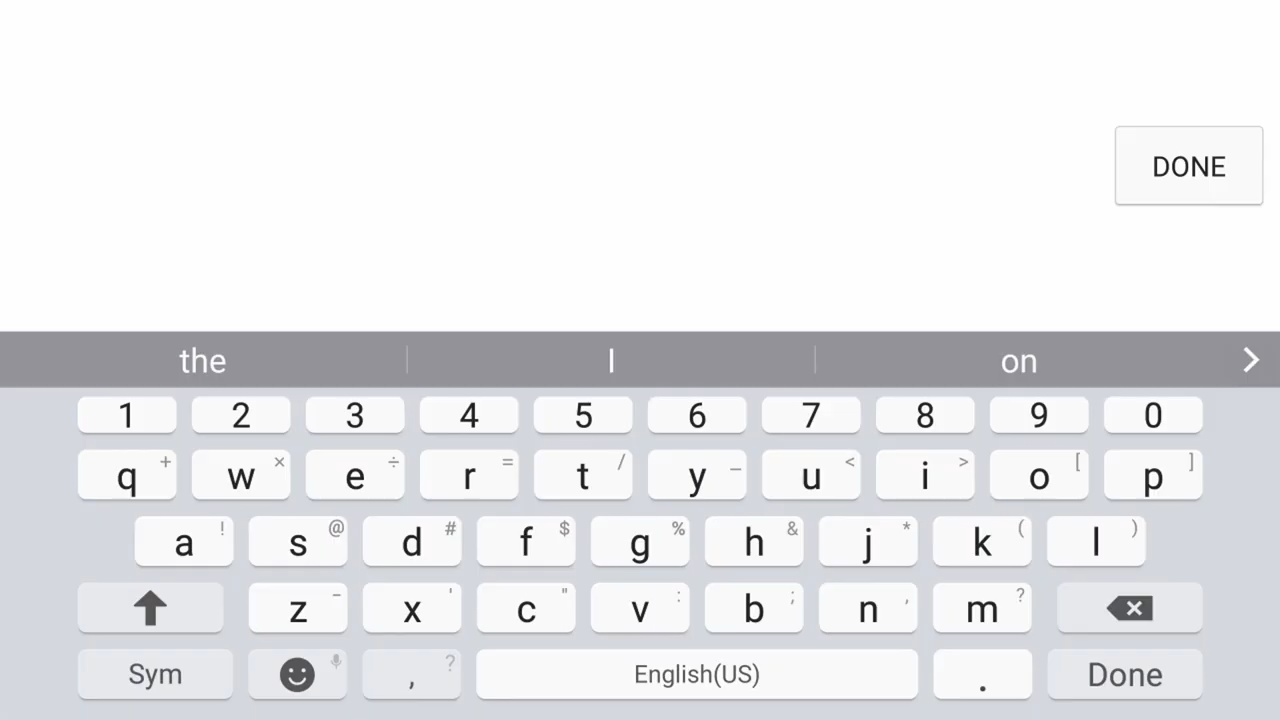 DONE
the I on
1 2 3 4 5 6 7 8 9 0
q + w × e ÷ r = t / y _ u < i > o [ p ]
a ! s @ d # f $ g % h & j * k ( l )
z - x ' c " v : b ; n , m ?
Sym , ? English(US) . Done